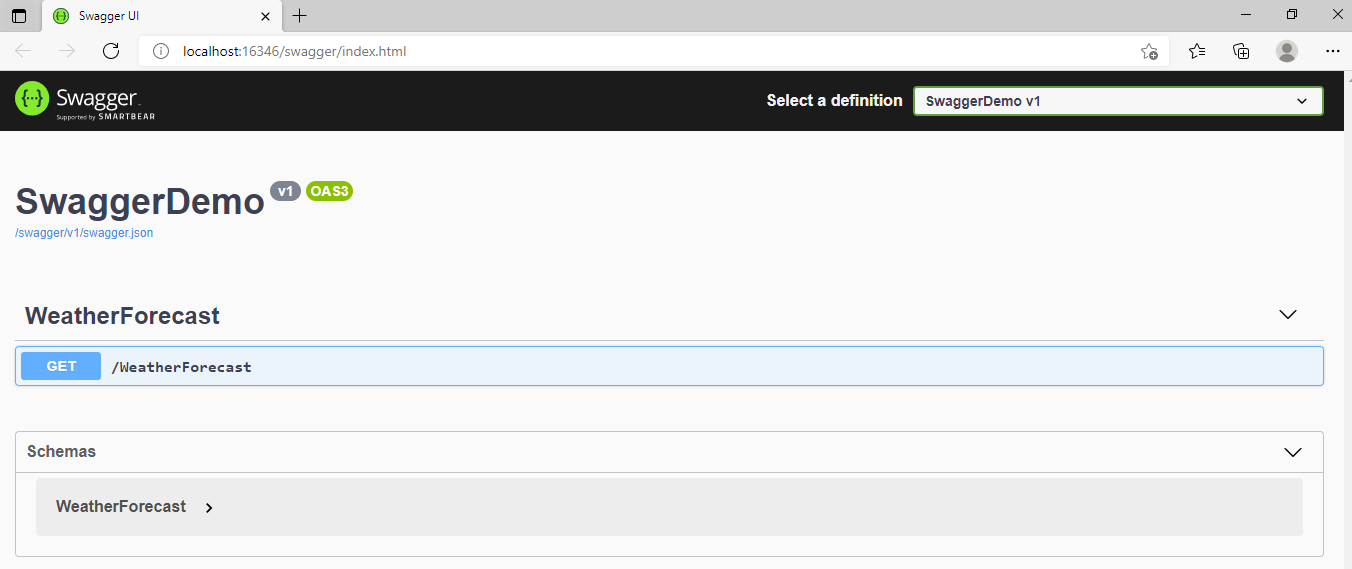 Swagger UI
localhost:16346/swagger/index.html
Swagger
Supported by SMARTBEAR
Select a definition
SwaggerDemo v1
SwaggerDemo v1 OAS3
/swagger/v1/swagger.json
WeatherForecast
GET /WeatherForecast
Schemas
WeatherForecast